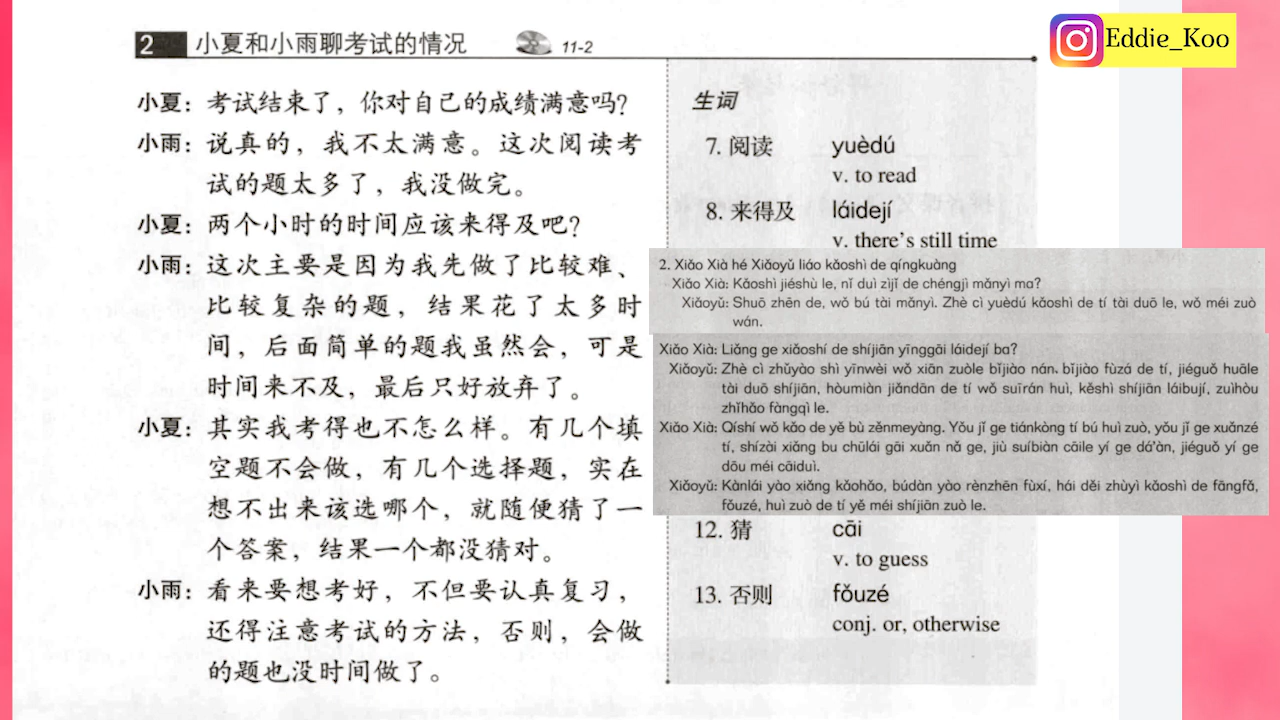 2 小夏和小雨聊考试的情况 11-2
Eddie_Koo
小夏：考试结束了，你对自己的成绩满意吗？
小雨：说真的，我不太满意。这次阅读考
试的题太多了，我没做完。
小夏：两个小时的时间应该来得及吧？
小雨：这次主要是因为我先做了比较难、
比较复杂的题，结果花了太多时
间，后面简单的题我虽然会，可是
时间来不及，最后只好放弃了。
小夏：其实我考得也不怎么样。有几个填
空题不会做，有几个选择题，实在
想不出来该选哪个，就随便猜了一
个答案，结果一个都没猜对。
小雨：看来要想考好，不但要认真复习，
还得注意考试的方法，否则，会做
的题也没时间做了。
生词
7. 阅读 yuèdú
v. to read
8. 来得及 láidejí
v. there's still time
2. Xiǎo Xià hé Xiǎoyǔ liáo kǎoshì de qíngkuàng
Xiǎo Xià: Kǎoshì jiéshù le, nǐ duì zìjǐ de chéngjì mǎnyì ma?
Xiǎoyǔ: Shuō zhēn de, wǒ bú tài mǎnyì. Zhè cì yuèdú kǎoshì de tí tài duō le, wǒ méi zuò
wán.
Xiǎo Xià: Liǎng ge xiǎoshí de shíjiān yīnggāi láidejí ba?
Xiǎoyǔ: Zhè cì zhǔyào shì yīnwèi wǒ xiān zuòle bǐjiào nán、bǐjiào fùzá de tí, jiéguǒ huāle
tài duō shíjiān, hòumiàn jiǎndān de tí wǒ suīrán huì, kěshì shíjiān láibují, zuìhòu
zhǐhǎo fàngqì le.
Xiǎo Xià: Qíshí wǒ kǎo de yě bù zěnmeyàng. Yǒu jǐ ge tiánkòng tí bú huì zuò, yǒu jǐ ge xuǎnzé
tí, shízài xiǎng bu chūlái gāi xuǎn nǎ ge, jiù suíbiàn cāile yí ge dá'àn, jiéguǒ yí ge
dōu méi cāiduì.
Xiǎoyǔ: Kànlái yào xiǎng kǎohǎo, búdàn yào rènzhēn fùxí, hái děi zhùyì kǎoshì de fāngfǎ,
fǒuzé, huì zuò de tí yě méi shíjiān zuò le.
12. 猜 cāi
v. to guess
13. 否则 fǒuzé
conj. or, otherwise